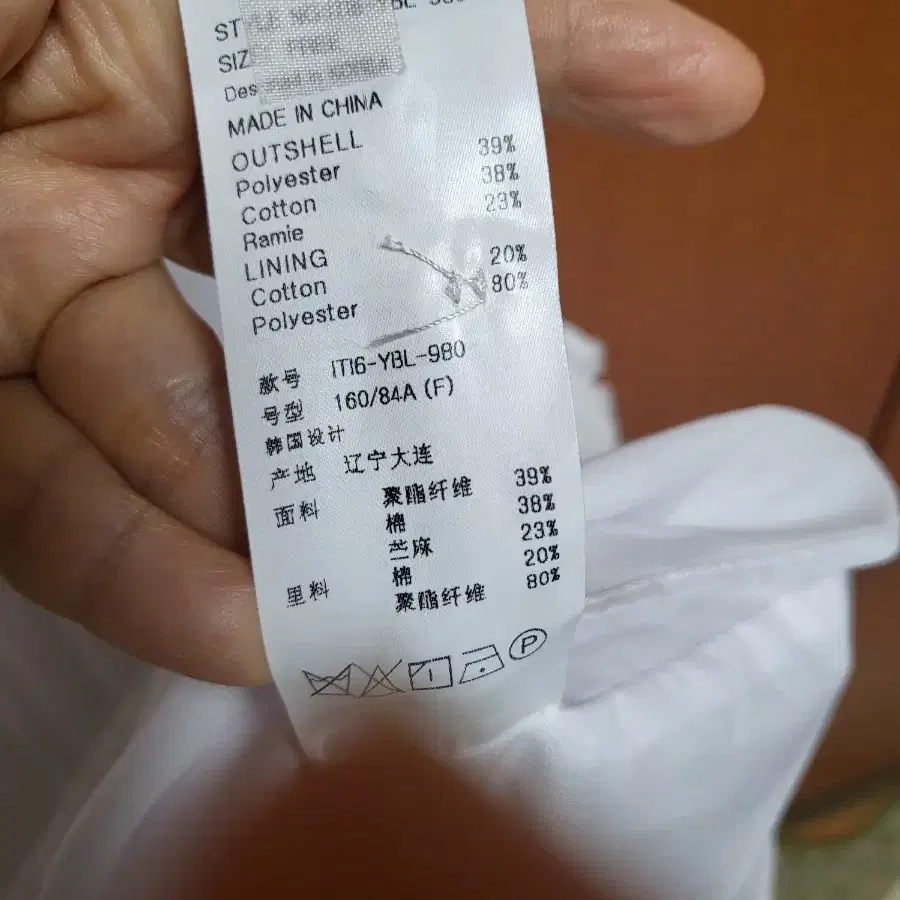 MADE IN CHINA
OUTSHELL
Polyester 39%
Cotton 38%
Ramie 23%
LINING
Cotton 20%
Polyester 80%
款号 ITI6-YBL-980
号型 160/84A (F)
韩国设计
产地 辽宁大连
面料 聚酯纤维 39%
棉 38%
苎麻 23%
里料 棉 20%
聚酯纤维 80%
P